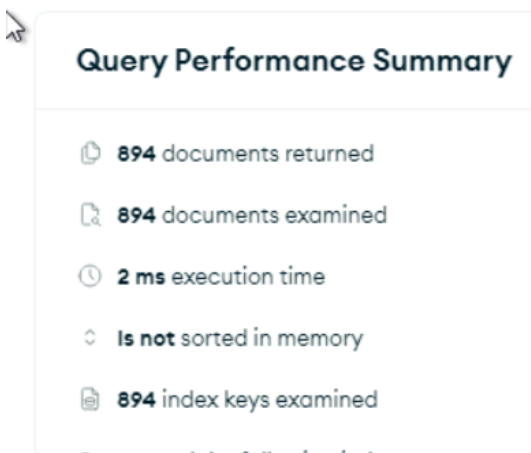 Query Performance Summary
894 documents returned
894 documents examined
2 ms execution time
Is not sorted in memory
894 index keys examined